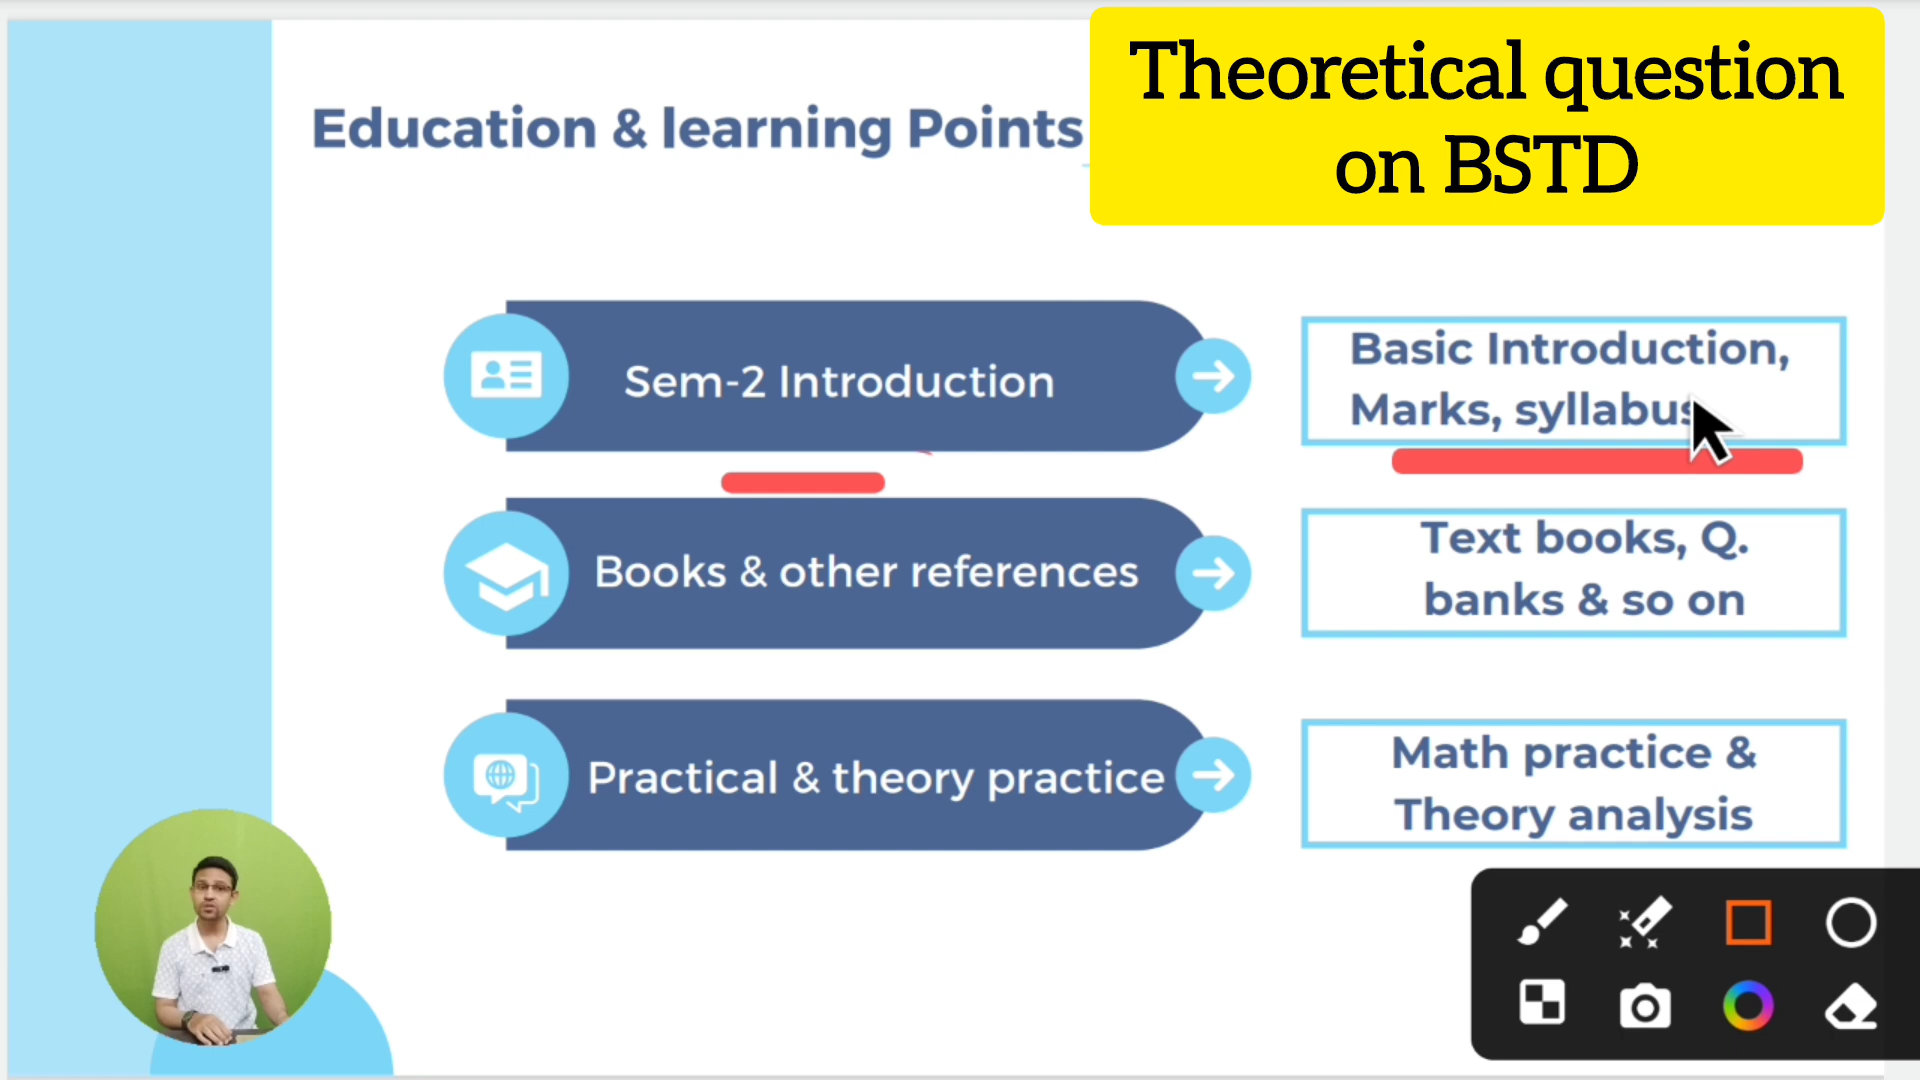 Theoretical question
on BSTD
Education & learning Points
Sem-2 Introduction
Basic Introduction,
Marks, syllabus
Books & other references
Text books, Q.
banks & so on
Practical & theory practice
Math practice &
Theory analysis